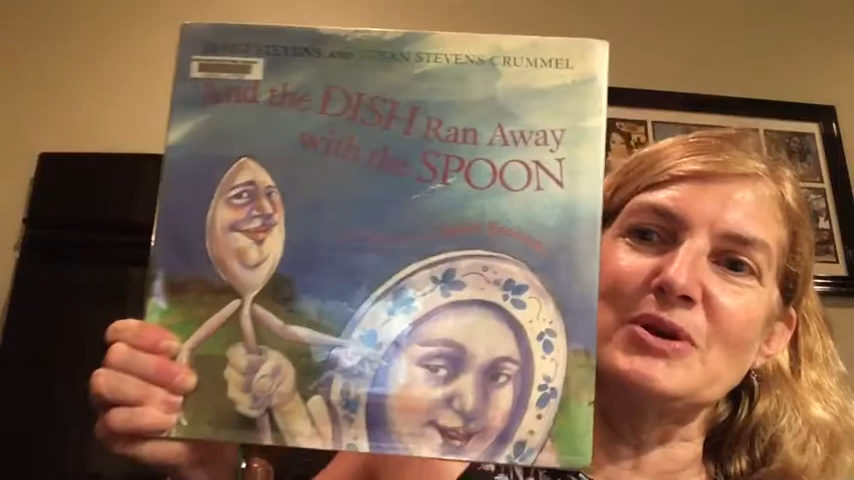 JANET STEVENS AND SUSAN STEVENS CRUMMEL
And the DISH Ran Away
with the SPOON